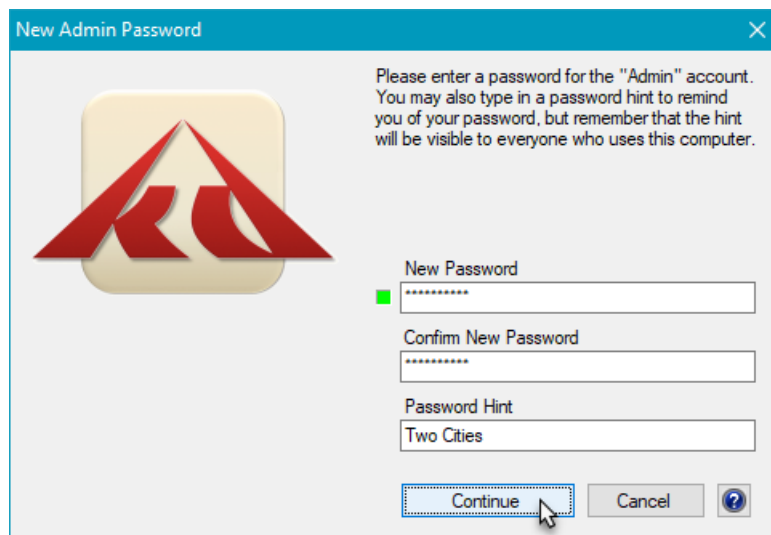 New Admin Password
Please enter a password for the "Admin" account.
You may also type in a password hint to remind
you of your password, but remember that the hint
will be visible to everyone who uses this computer.
New Password
**********
Confirm New Password
**********
Password Hint
Two Cities
Continue
Cancel
?